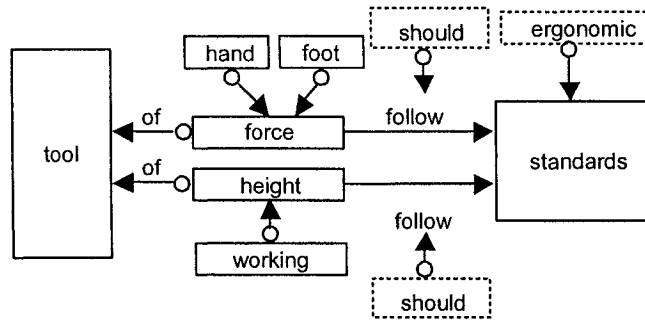 should
ergonomic
hand
foot
of
force
follow
tool
standards
of
height
follow
working
should